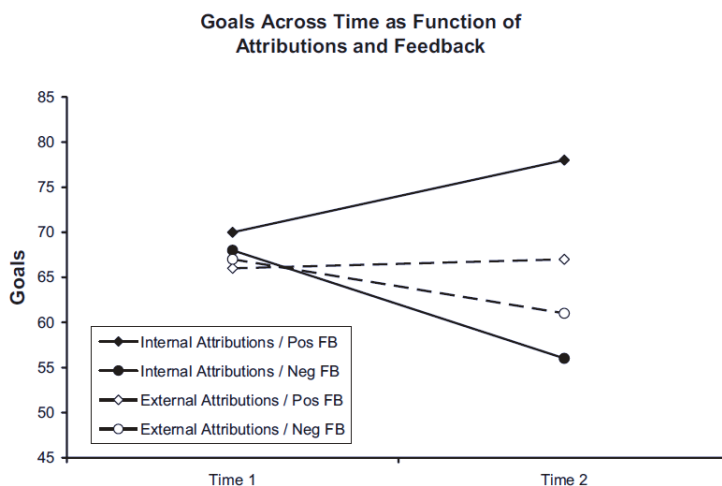 Goals Across Time as Function of
Attributions and Feedback
85
80
75
70
65
60
55
50
45
Goals
Internal Attributions / Pos FB
Internal Attributions / Neg FB
External Attributions / Pos FB
External Attributions / Neg FB
Time 1
Time 2